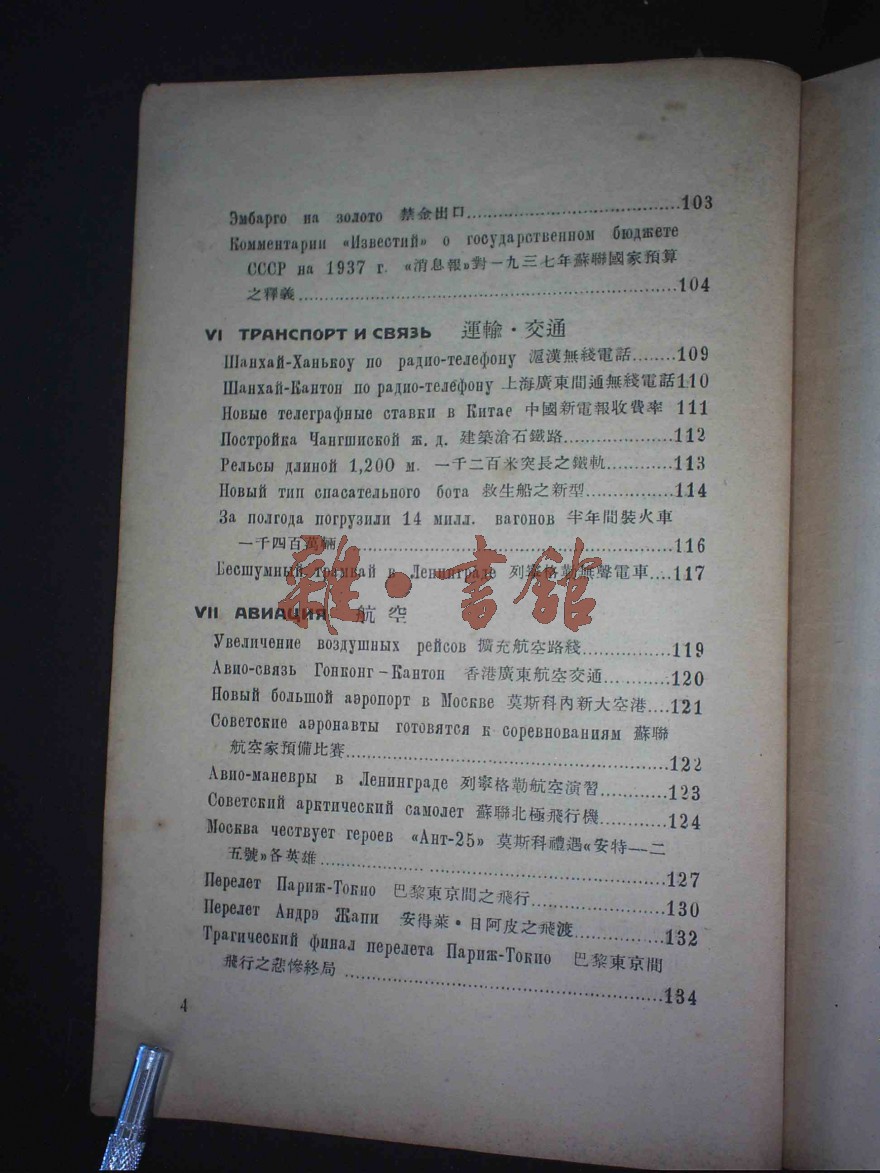 Эмбарго на золото 禁金出口......103
Комментарии «Известий» о государственном бюджете
СССР на 1937 г. «消息報»對一九三七年蘇聯國家預算
之釋義......104
VI ТРАНСПОРТ И СВЯЗЬ 運輸・交通
Шанхай-Ханькоу по радио-телефону 滬漢無綫電話......109
Шанхай-Кантон по радио-телефону 上海廣東間通無綫電話110
Новые телеграфные ставки в Китае 中國新電報收費率 111
Постройка Чангшиской ж. д. 建築滄石鐵路......112
Рельсы длиной 1,200 м. 一千二百米突長之鐵軌......113
Новый тип спасательного бота 救生船之新型......114
За полгода погрузили 14 милл. вагонов 半年間裝火車
一千四百萬輛......116
Бесшумный трамвай в Ленинграде 列寧格勒無聲電車....117
雜・書館
VII АВИАЦИЯ 航空
Увеличение воздушных рейсов 擴充航空路綫......119
Авио-связь Гонконг-Кантон 香港廣東航空交通......120
Новый большой аэропорт в Москве 莫斯科內新大空港....121
Советские аэронавты готовятся к соревнованиям 蘇聯
航空家預備比賽......122
Авио-маневры в Ленинграде 列寧格勒航空演習......123
Советский арктический самолет 蘇聯北極飛行機......124
Москва чествует героев «Ант-25» 莫斯科禮遇«安特—二
五號»各英雄......127
Перелет Париж-Токио 巴黎東京間之飛行......130
Перелет Андрэ Жапи 安得萊・日阿皮之飛渡......132
Трагический финал перелета Париж-Токио 巴黎東京間
飛行之悲慘終局......134
4